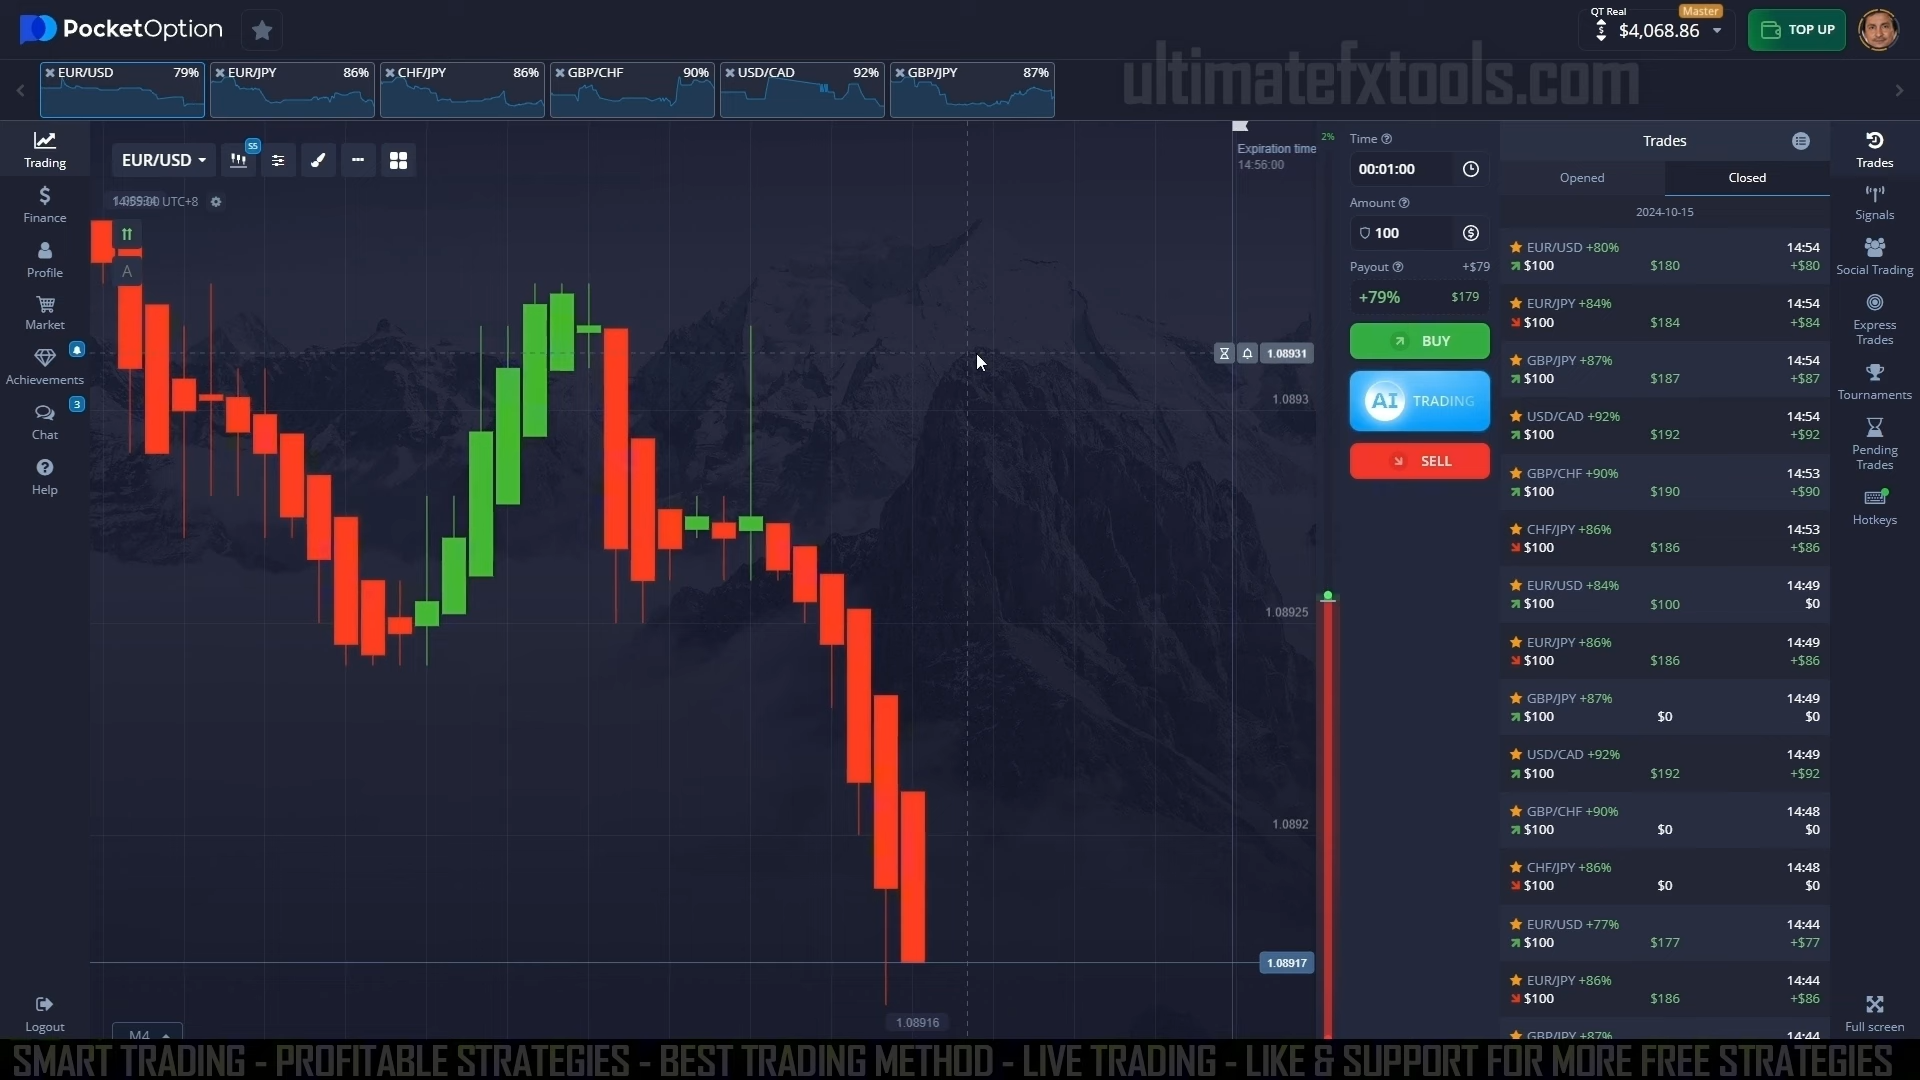 PocketOption
QT Real
Master
$4,068.86
TOP UP
ultimatefxtools.com
EUR/USD 79%
EUR/JPY 86%
CHF/JPY 86%
GBP/CHF 90%
USD/CAD 92%
GBP/JPY 87%
Trading
Finance
Profile
Market
Achievements
3
Chat
Help
Logout
EUR/USD
S5
UTC+8
A
M4
Expiration time
14:56:00
2%
1.08931
1.0893
1.08925
1.0892
1.08917
1.08916
Time
00:01:00
Amount
100
Payout +$79
+79% $179
BUY
AI TRADING
SELL
Trades
Opened Closed
2024-10-15
EUR/USD +80% 14:54
$100 $180 +$80
EUR/JPY +84% 14:54
$100 $184 +$84
GBP/JPY +87% 14:54
$100 $187 +$87
USD/CAD +92% 14:54
$100 $192 +$92
GBP/CHF +90% 14:53
$100 $190 +$90
CHF/JPY +86% 14:53
$100 $186 +$86
EUR/USD +84% 14:49
$100 $100 $0
EUR/JPY +86% 14:49
$100 $186 +$86
GBP/JPY +87% 14:49
$100 $0 $0
USD/CAD +92% 14:49
$100 $192 +$92
GBP/CHF +90% 14:48
$100 $0 $0
CHF/JPY +86% 14:48
$100 $0 $0
EUR/USD +77% 14:44
$100 $177 +$77
EUR/JPY +86% 14:44
$100 $186 +$86
GBP/JPY +87% 14:44
Trades
Signals
Social Trading
Express
Trades
Tournaments
Pending
Trades
Hotkeys
Full screen
SMART TRADING - PROFITABLE STRATEGIES - BEST TRADING METHOD - LIVE TRADING - LIKE & SUPPORT FOR MORE FREE STRATEGIES